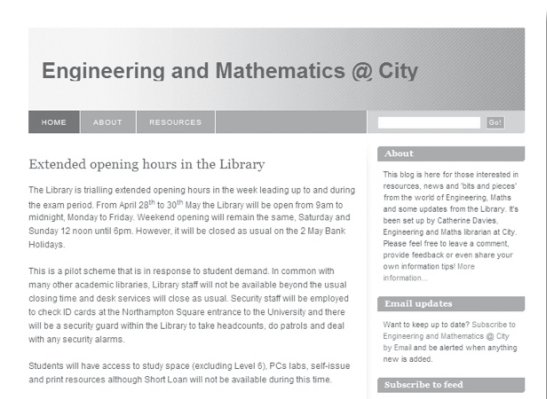 Engineering and Mathematics @ City
HOME ABOUT RESOURCES Go!
Extended opening hours in the Library
The Library is trialling extended opening hours in the week leading up to and during
the exam period. From April 28th to 30th May the Library will be open from 9am to
midnight, Monday to Friday. Weekend opening will remain the same, Saturday and
Sunday 12 noon until 6pm. However, it will be closed as usual on the 2 May Bank
Holidays.
This is a pilot scheme that is in response to student demand. In common with
many other academic libraries, Library staff will not be available beyond the usual
closing time and desk services will close as usual. Security staff will be employed
to check ID cards at the Northampton Square entrance to the University and there
will be a security guard within the Library to take headcounts, do patrols and deal
with any security alarms.
Students will have access to study space (excluding Level 6), PCs labs, self-issue
and print resources although Short Loan will not be available during this time.
About
This blog is here for those interested in
resources, news and 'bits and pieces'
from the world of Engineering, Maths
and some updates from the Library. It's
been set up by Catherine Davies,
Engineering and Maths librarian at City.
Please feel free to leave a comment,
provide feedback or even share your
own information tips! More
information...
Email updates
Want to keep up to date? Subscribe to
Engineering and Mathematics @ City
by Email and be alerted when anything
new is added.
Subscribe to feed